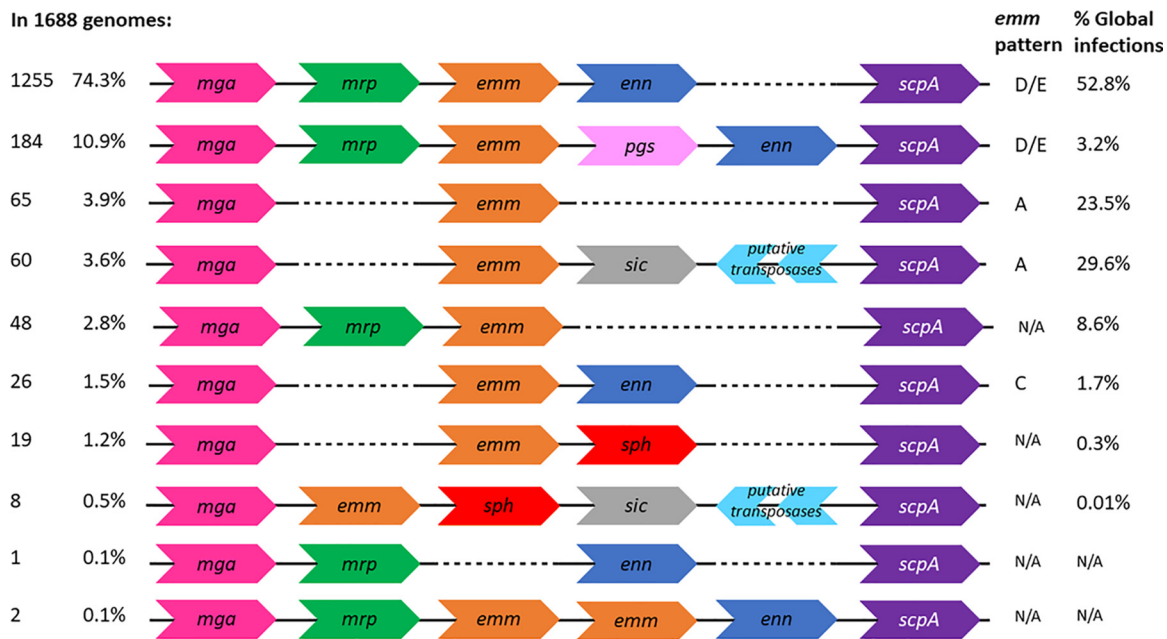 In 1688 genomes:
emm pattern % Global infections
1255 74.3% mga mrp emm enn scpA D/E 52.8%
184 10.9% mga mrp emm pgs enn scpA D/E 3.2%
65 3.9% mga emm scpA A 23.5%
60 3.6% mga emm sic putative transposases scpA A 29.6%
48 2.8% mga mrp emm scpA N/A 8.6%
26 1.5% mga emm enn scpA C 1.7%
19 1.2% mga emm sph scpA N/A 0.3%
8 0.5% mga emm sph sic putative transposases scpA N/A 0.01%
1 0.1% mga mrp enn scpA N/A N/A
2 0.1% mga mrp emm emm enn scpA N/A N/A